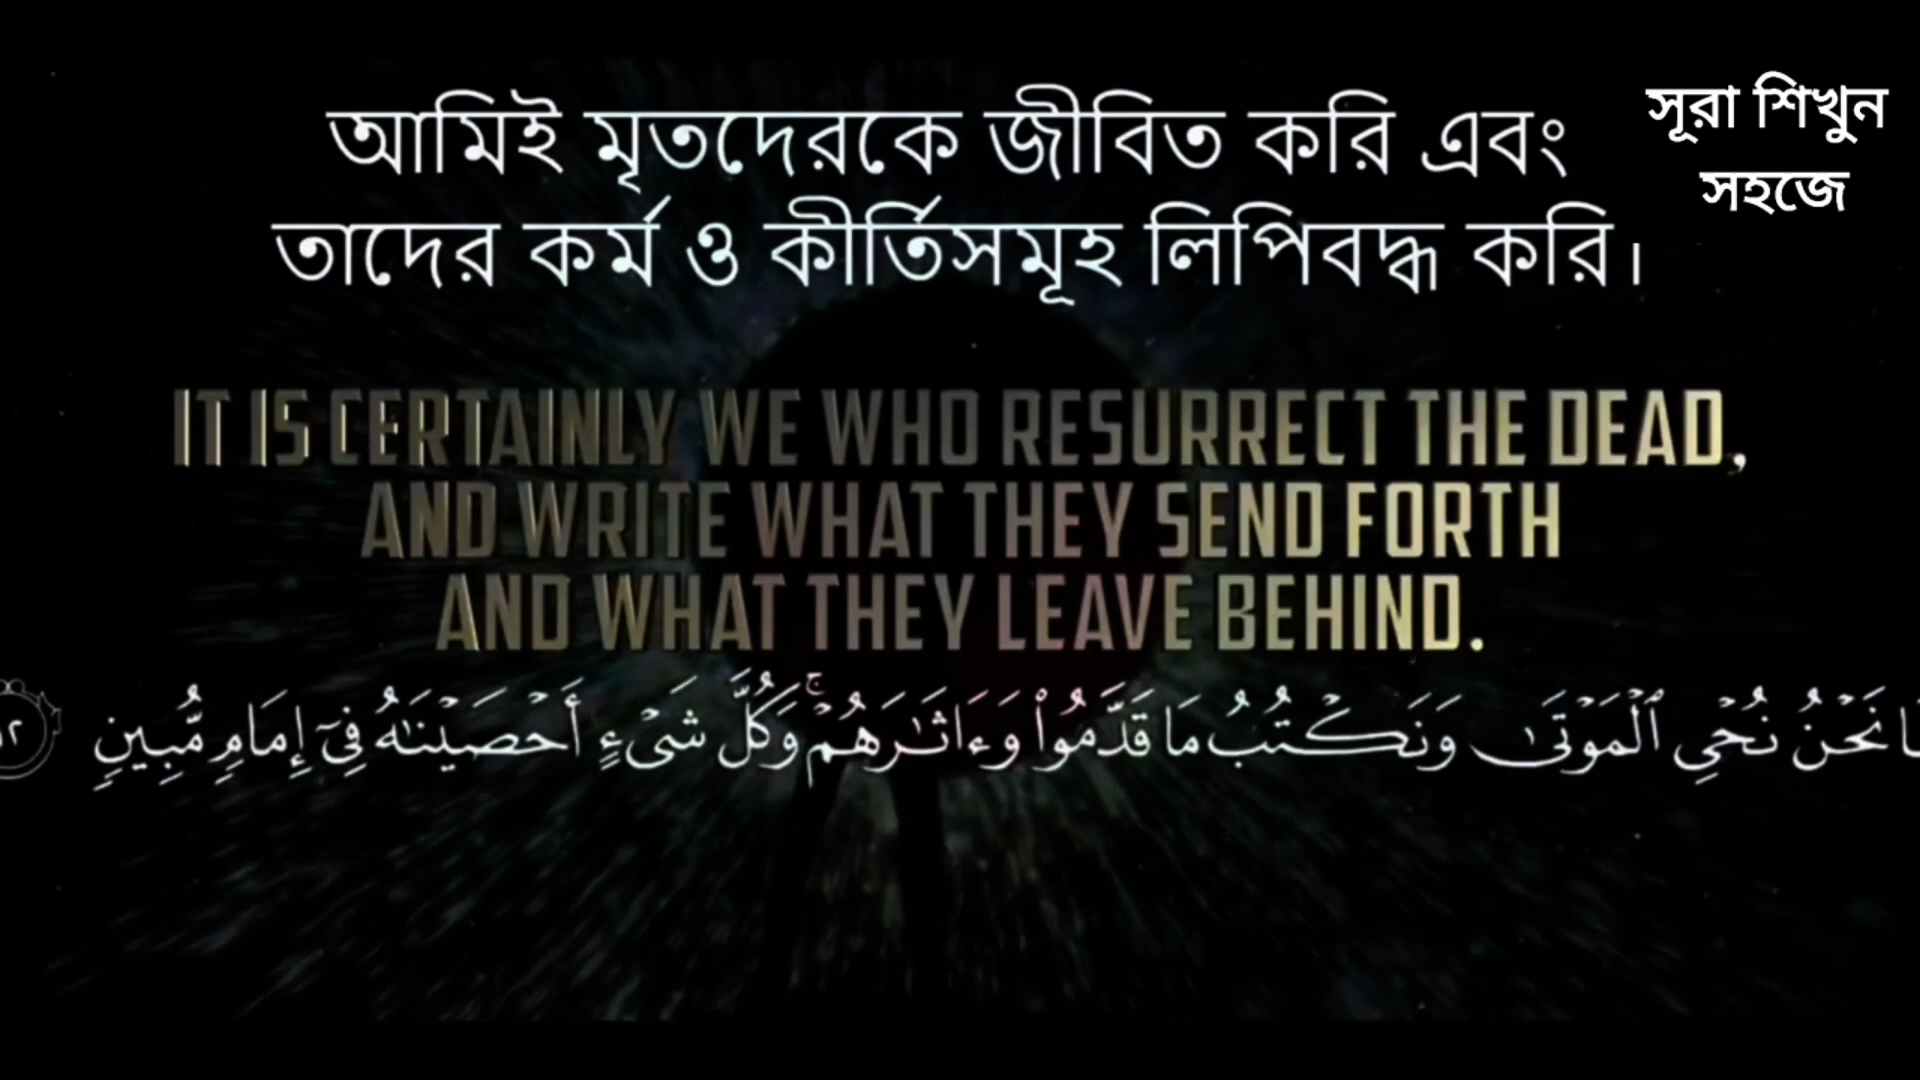 আমিই মৃতদেরকে জীবিত করি এবং
তাদের কর্ম ও কীর্তিসমূহ লিপিবদ্ধ করি।
সূরা শিখুন
সহজে
IT IS CERTAINLY WE WHO RESURRECT THE DEAD,
AND WRITE WHAT THEY SEND FORTH
AND WHAT THEY LEAVE BEHIND.
نَحْنُ نُحْىِ ٱلْمَوْتَىٰ وَنَكْتُبُ مَا قَدَّمُوا۟ وَءَاثَـٰرَهُمْ ۚ وَكُلَّ شَىْءٍ أَحْصَيْنَـٰهُ فِىٓ إِمَامٍ مُّبِينٍ